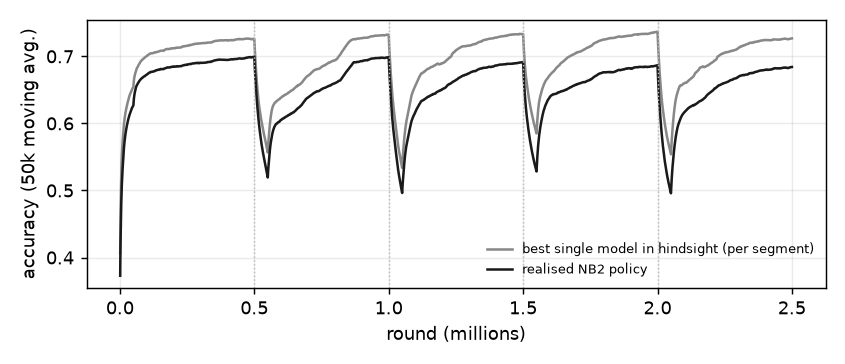 accuracy (50k moving avg.)
0.7
0.6
0.5
0.4
best single model in hindsight (per segment)
realised NB2 policy
0.0 0.5 1.0 1.5 2.0 2.5
round (millions)